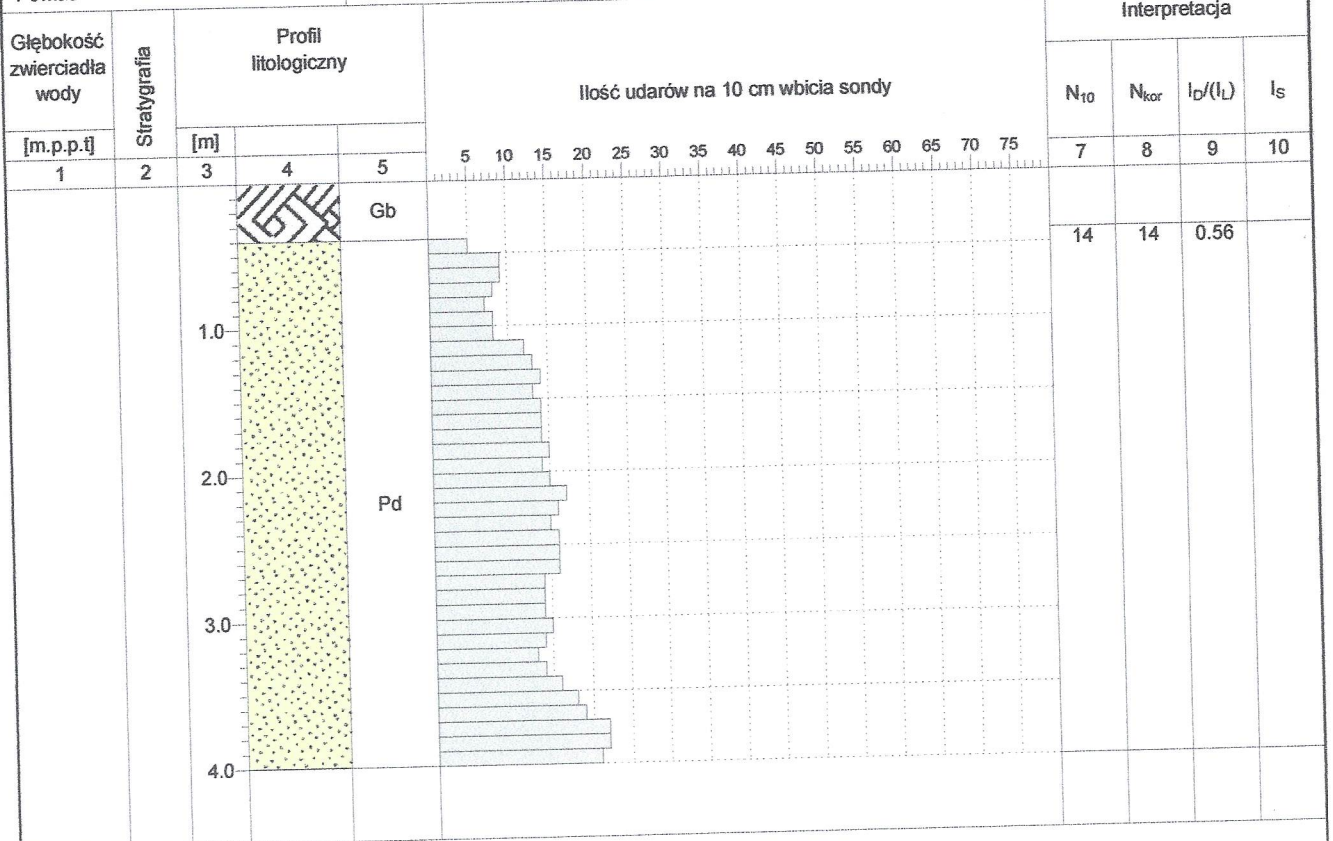 Interpretacja
Głębokość
zwierciadła
wody
Stratygrafia
Profil
litologiczny
Ilość udarów na 10 cm wbicia sondy
N10 Nkor ID/(IL) IS
[m.p.p.t] [m]
5 10 15 20 25 30 35 40 45 50 55 60 65 70 75
1 2 3 4 5 7 8 9 10
Gb
14 14 0.56
1.0
2.0
Pd
3.0
4.0